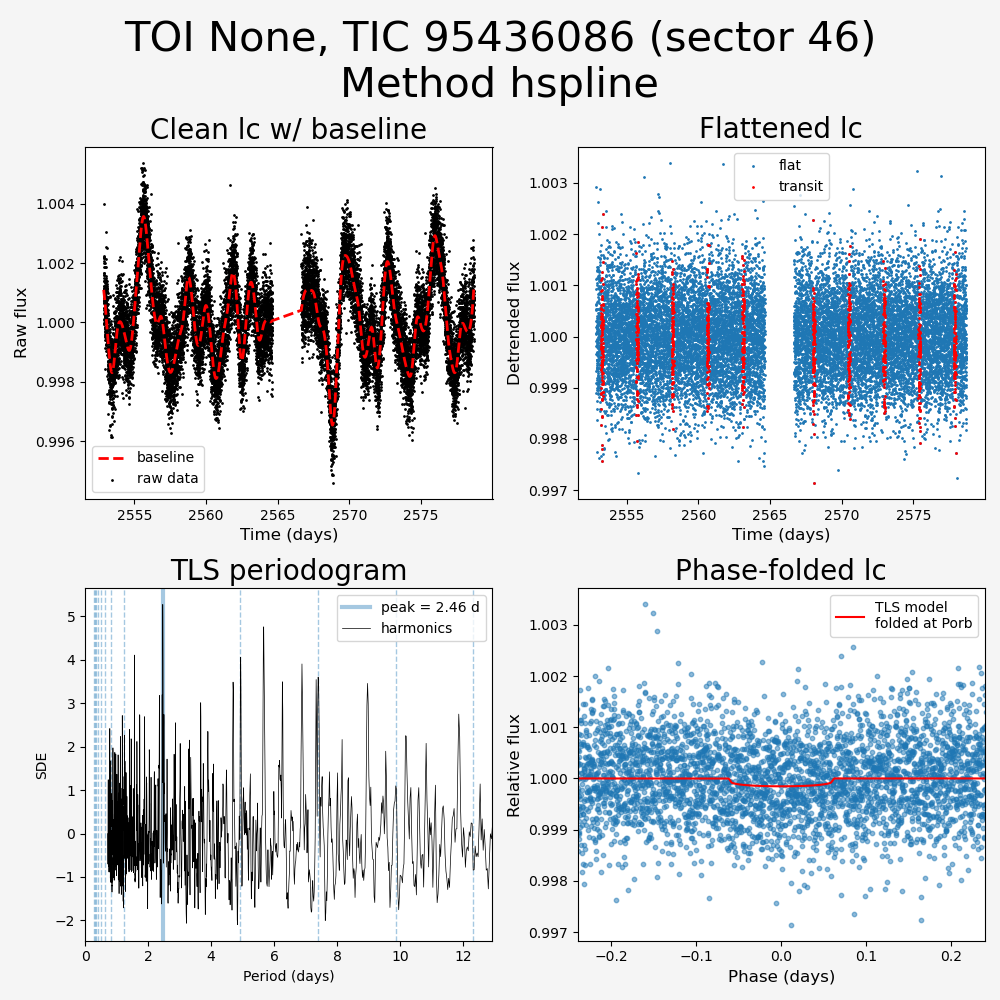 TOI None, TIC 95436086 (sector 46)
Method hspline
Clean lc w/ baseline
Raw flux
1.004
1.002
1.000
0.998
0.996
baseline
raw data
2555 2560 2565 2570 2575
Time (days)
Flattened lc
Detrended flux
1.003
1.002
1.001
1.000
0.999
0.998
0.997
flat
transit
2555 2560 2565 2570 2575
Time (days)
TLS periodogram
SDE
5
4
3
2
1
0
−1
−2
peak = 2.46 d
harmonics
0 2 4 6 8 10 12
Period (days)
Phase-folded lc
Relative flux
1.003
1.002
1.001
1.000
0.999
0.998
0.997
TLS model
folded at Porb
−0.2 −0.1 0.0 0.1 0.2
Phase (days)